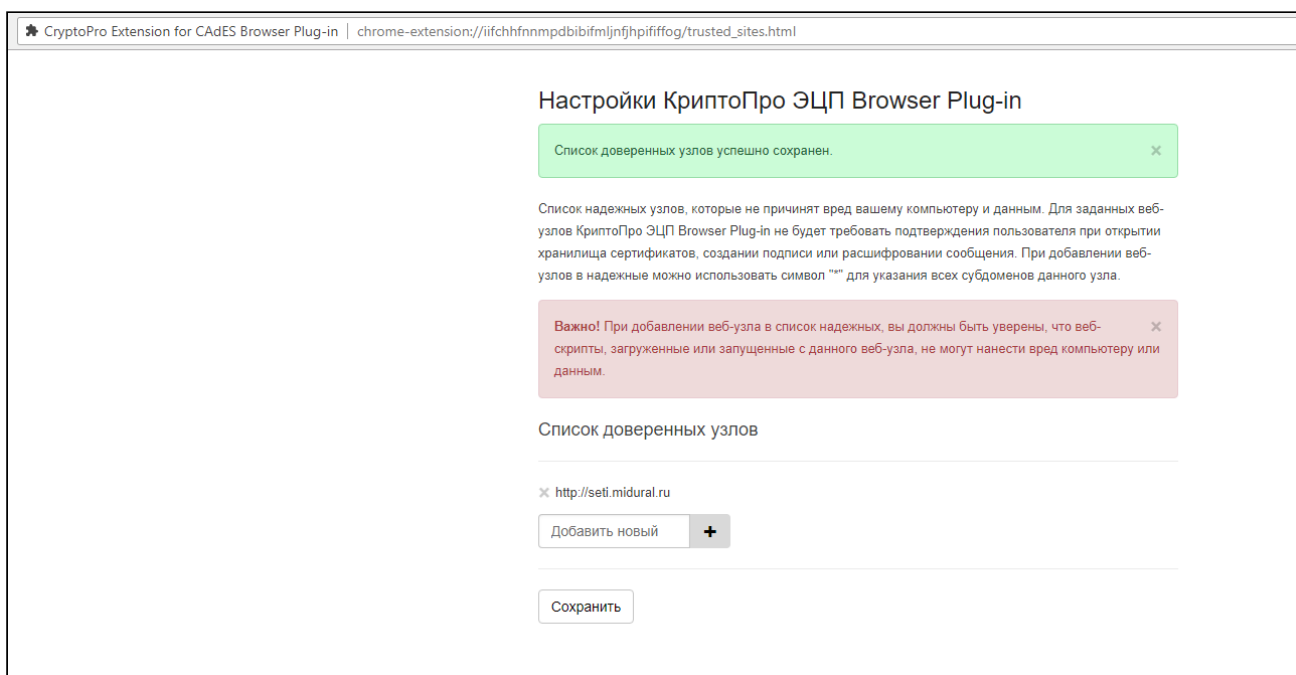 CryptoPro Extension for CAdES Browser Plug-in | chrome-extension://iifchhfnnmpdbibifmljnfjhpififfog/trusted_sites.html
Настройки КриптоПро ЭЦП Browser Plug-in
Список доверенных узлов успешно сохранен. ×
Список надежных узлов, которые не причинят вред вашему компьютеру и данным. Для заданных веб-
узлов КриптоПро ЭЦП Browser Plug-in не будет требовать подтверждения пользователя при открытии
хранилища сертификатов, создании подписи или расшифровании сообщения. При добавлении веб-
узлов в надежные можно использовать символ "*" для указания всех субдоменов данного узла.
Важно! При добавлении веб-узла в список надежных, вы должны быть уверены, что веб- ×
скрипты, загруженные или запущенные с данного веб-узла, не могут нанести вред компьютеру или
данным.
Список доверенных узлов
× http://seti.midural.ru
Добавить новый +
Сохранить